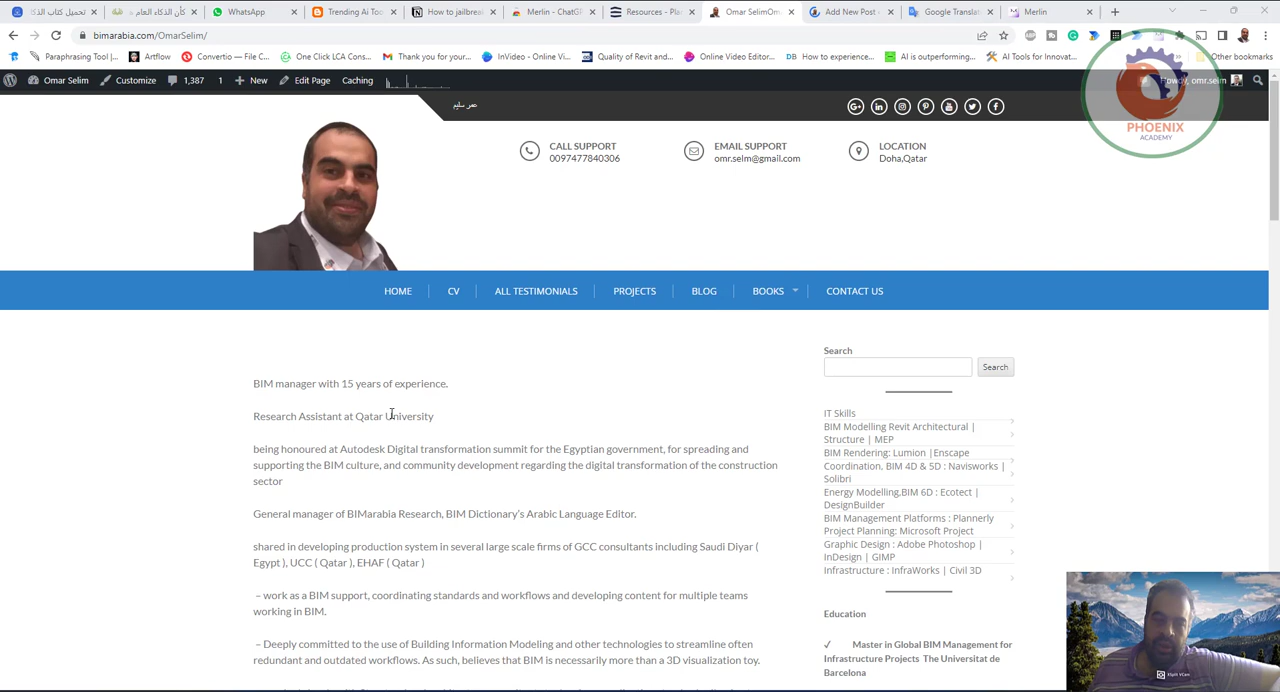 تحميل كتاب الذكا
كأن الذكاء العام
WhatsApp
Trending Ai Too
How to jailbreak
Merlin - ChatGP
Resources - Plac
Omar SelimOm
Add New Post ‹
Google Translat
Merlin
bimarabia.com/OmarSelim/
Paraphrasing Tool |...
Artflow
Convertio — File C...
One Click LCA Cons...
Thank you for your...
InVideo - Online Vi...
Quality of Revit and...
Online Video Editor...
How to experience...
AI is outperforming...
AI Tools for Innovat...
Other bookmarks
Omar Selim
Customize
1,387
1
New
Edit Page
Caching
Howdy, omr.selm
عمر سليم
PHOENIX
ACADEMY
CALL SUPPORT
0097477840306
EMAIL SUPPORT
omr.selm@gmail.com
LOCATION
Doha,Qatar
HOME
CV
ALL TESTIMONIALS
PROJECTS
BLOG
BOOKS
CONTACT US
BIM manager with 15 years of experience.
Research Assistant at Qatar University
being honoured at Autodesk Digital transformation summit for the Egyptian government, for spreading and
supporting the BIM culture, and community development regarding the digital transformation of the construction
sector
General manager of BIMarabia Research, BIM Dictionary's Arabic Language Editor.
shared in developing production system in several large scale firms of GCC consultants including Saudi Diyar (
Egypt ), UCC ( Qatar ), EHAF ( Qatar )
– work as a BIM support, coordinating standards and workflows and developing content for multiple teams
working in BIM.
– Deeply committed to the use of Building Information Modeling and other technologies to streamline often
redundant and outdated workflows. As such, believes that BIM is necessarily more than a 3D visualization toy.
Search
Search
IT Skills
BIM Modelling Revit Architectural |
Structure | MEP
BIM Rendering: Lumion |Enscape
Coordination, BIM 4D & 5D : Navisworks |
Solibri
Energy Modelling,BIM 6D : Ecotect |
DesignBuilder
BIM Management Platforms : Plannerly
Project Planning: Microsoft Project
Graphic Design : Adobe Photoshop |
InDesign | GIMP
Infrastructure : InfraWorks | Civil 3D
Education
✓ Master in Global BIM Management for
Infrastructure Projects The Universitat de
Barcelona
XSplit VCam